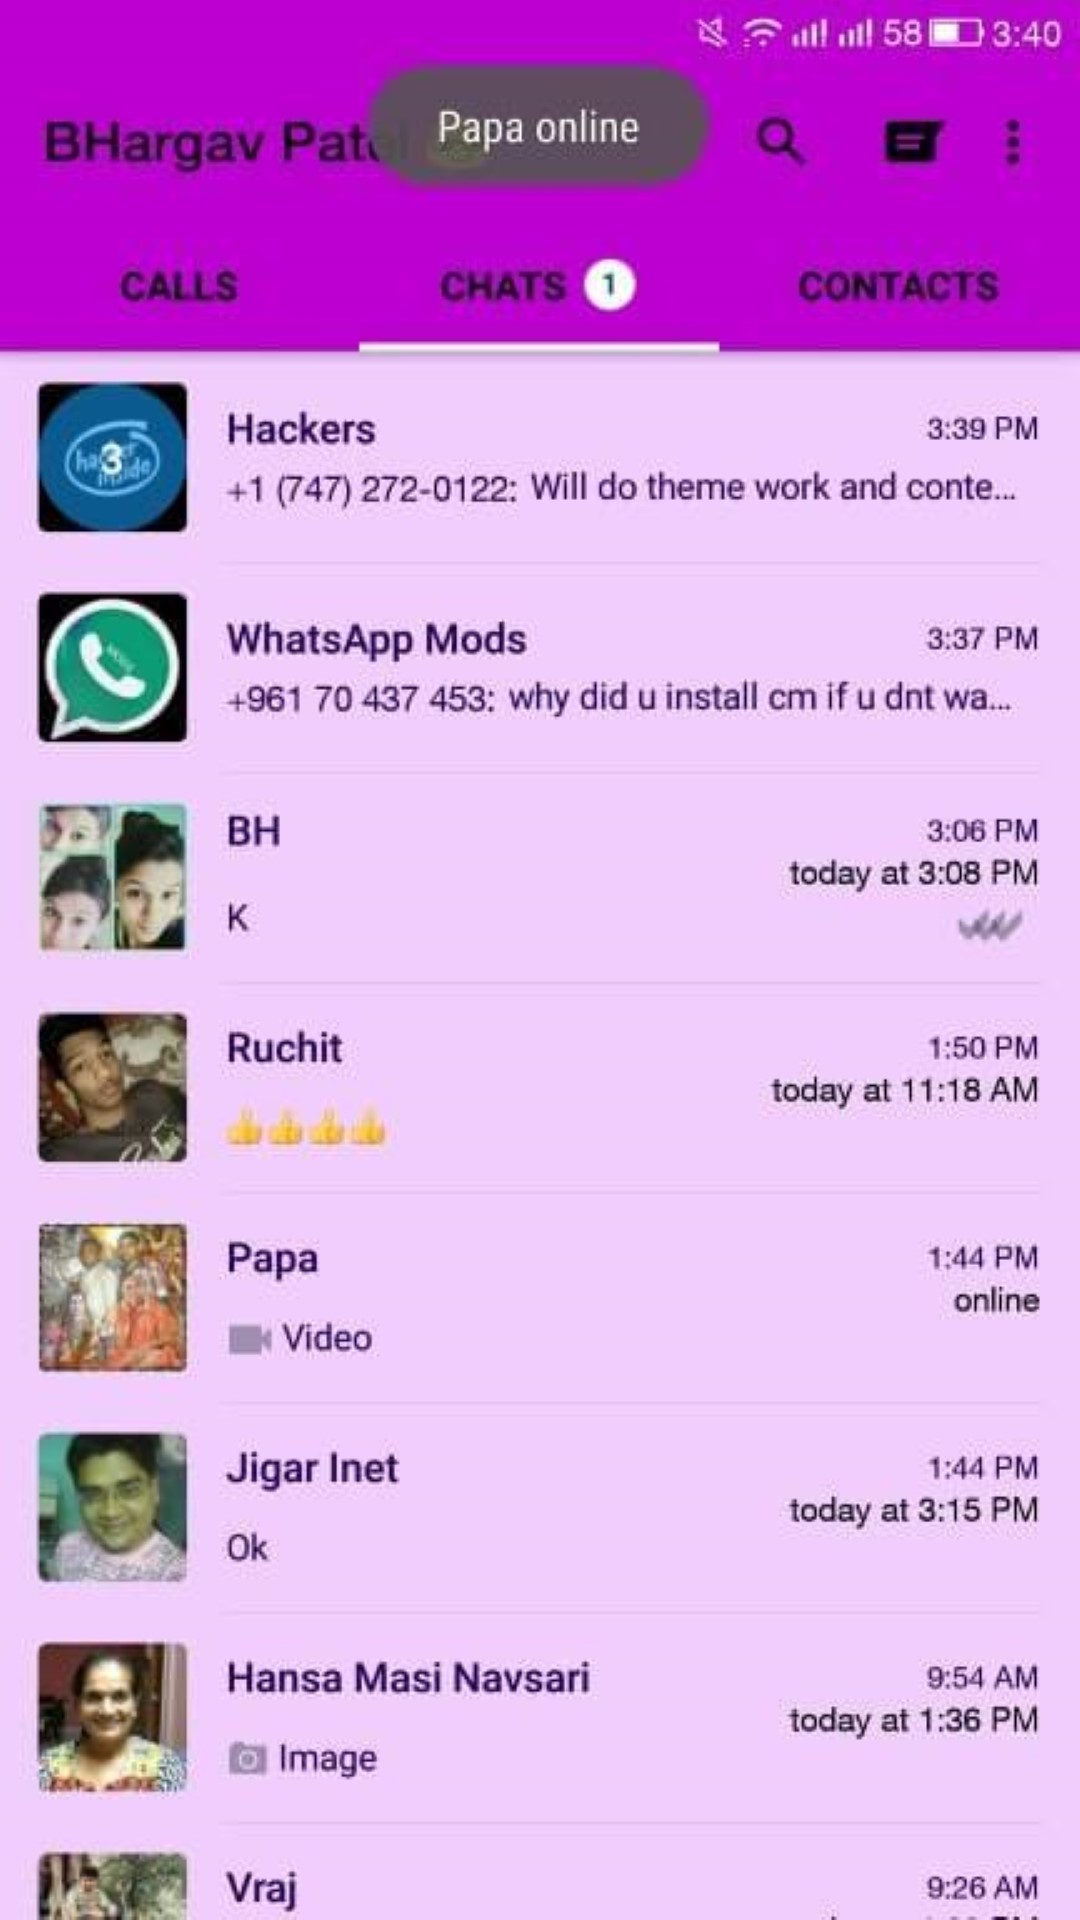 58 3:40
BHargav Patel
Papa online
CALLS
CHATS 1
CONTACTS
3
Hackers 3:39 PM
+1 (747) 272-0122: Will do theme work and conte...
WhatsApp Mods 3:37 PM
+961 70 437 453: why did u install cm if u dnt wa...
BH 3:06 PM
today at 3:08 PM
K
Ruchit 1:50 PM
today at 11:18 AM
👍👍👍👍
Papa 1:44 PM
online
Video
Jigar Inet 1:44 PM
today at 3:15 PM
Ok
Hansa Masi Navsari 9:54 AM
today at 1:36 PM
Image
Vraj 9:26 AM